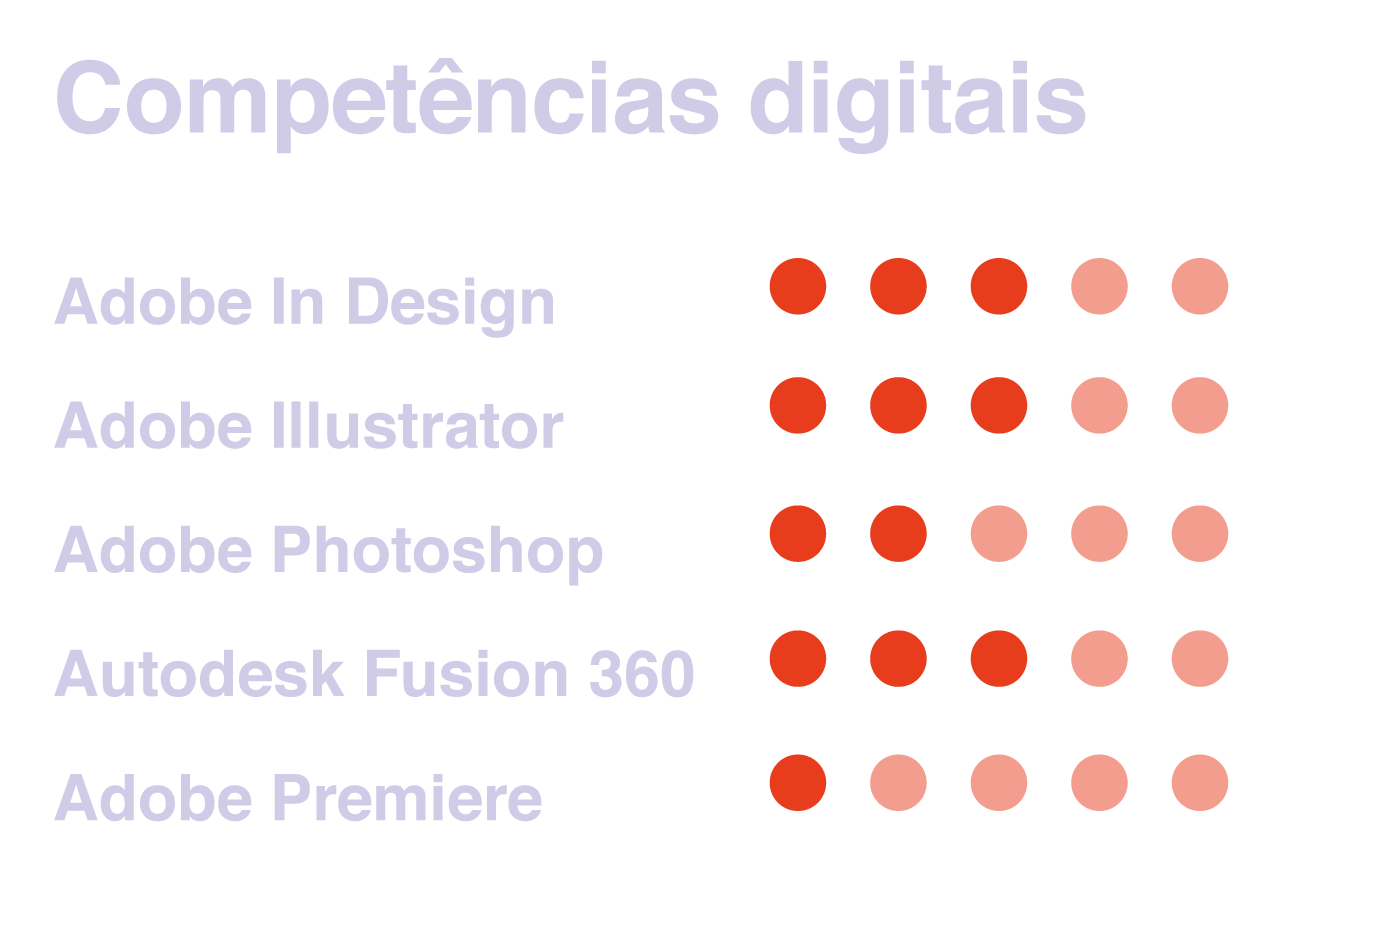 Competências digitais
Adobe In Design
Adobe Illustrator
Adobe Photoshop
Autodesk Fusion 360
Adobe Premiere